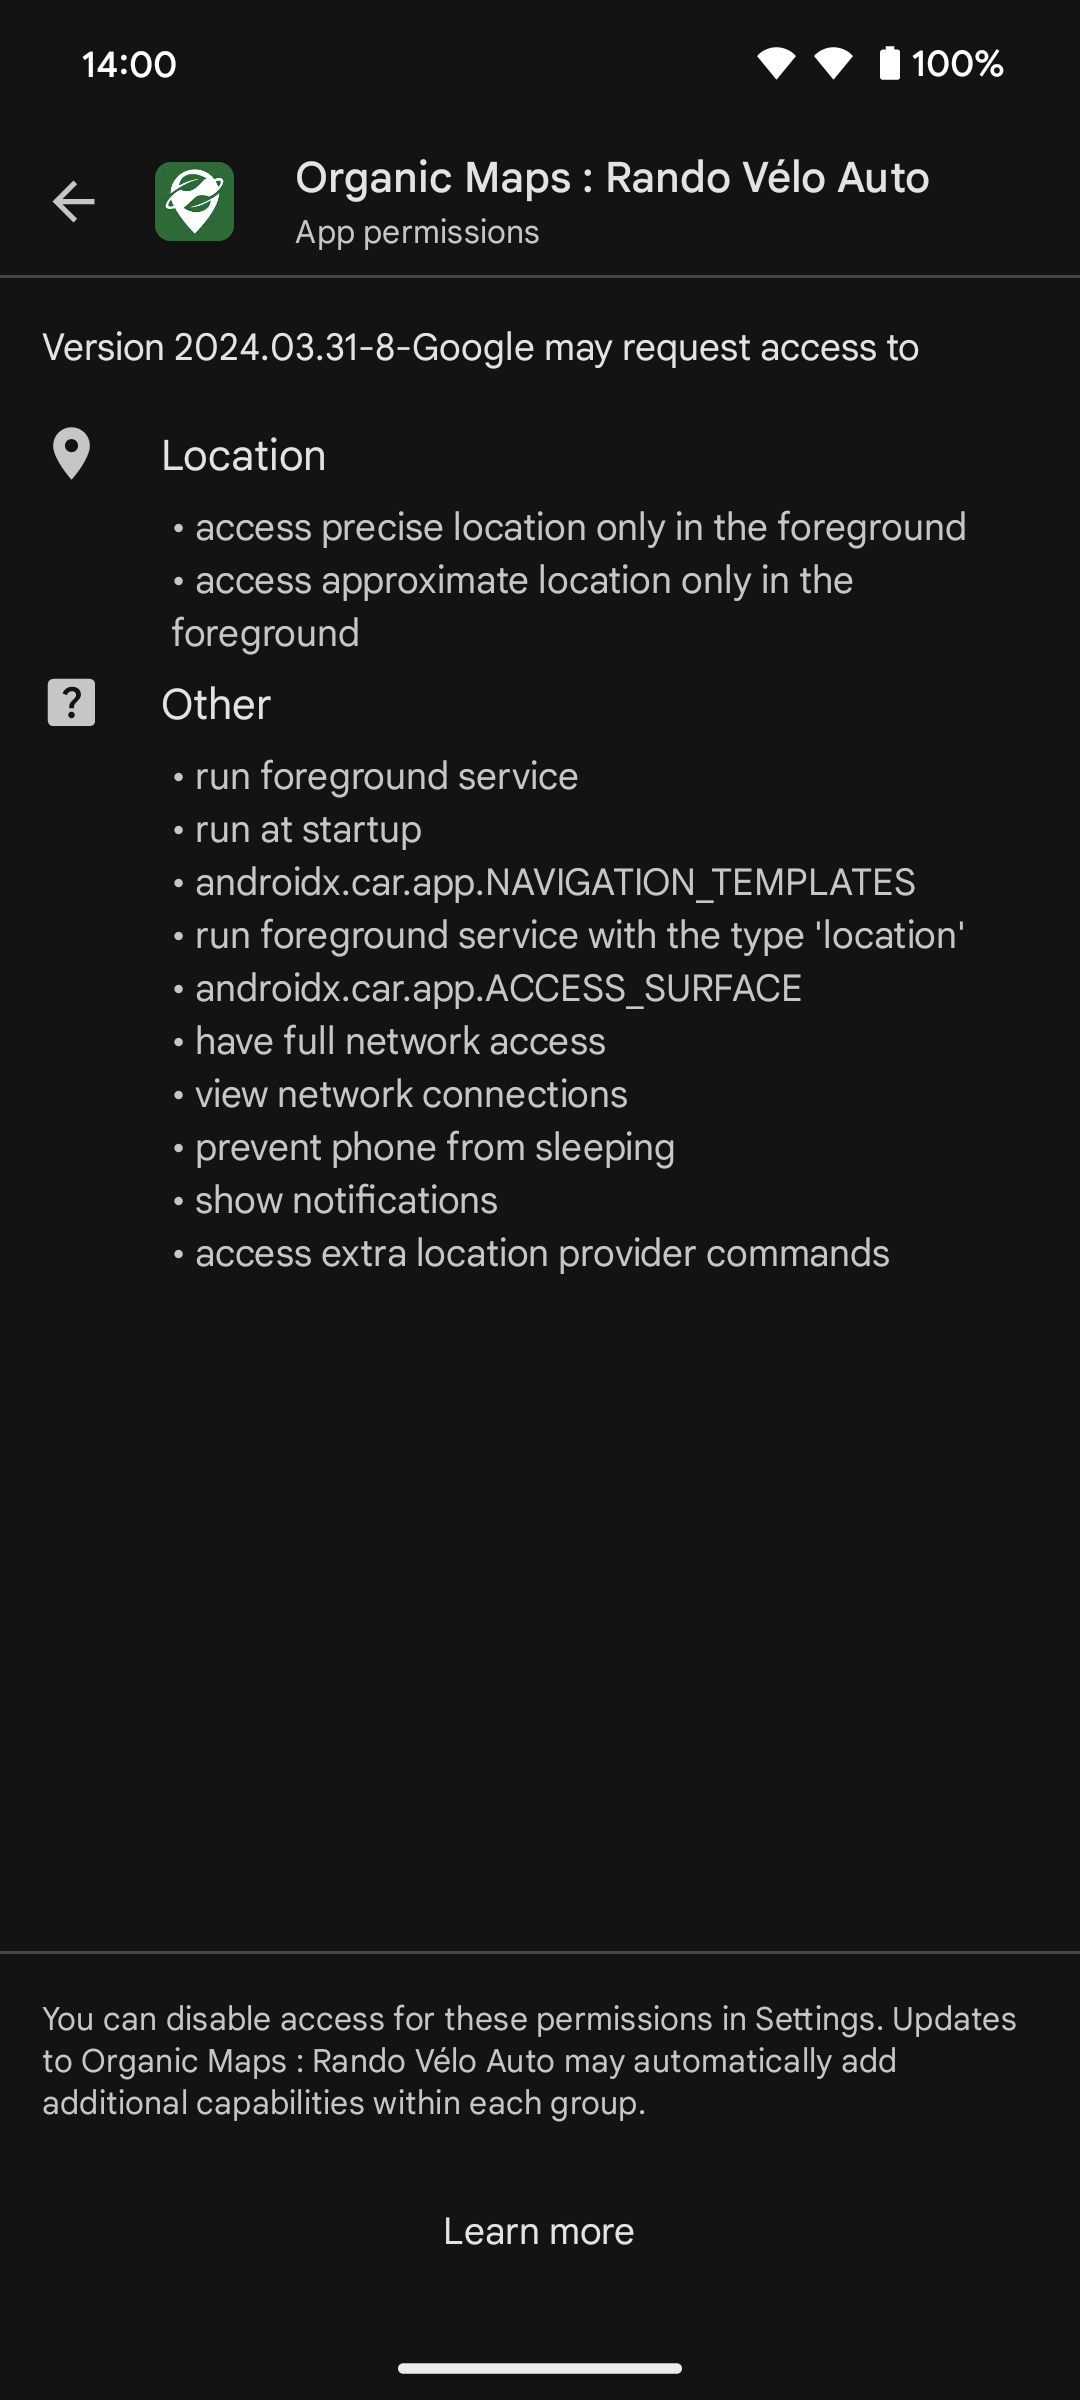 14:00
100%
Organic Maps : Rando Vélo Auto
App permissions
Version 2024.03.31-8-Google may request access to
Location
• access precise location only in the foreground
• access approximate location only in the
foreground
?
Other
• run foreground service
• run at startup
• androidx.car.app.NAVIGATION_TEMPLATES
• run foreground service with the type 'location'
• androidx.car.app.ACCESS_SURFACE
• have full network access
• view network connections
• prevent phone from sleeping
• show notifications
• access extra location provider commands
You can disable access for these permissions in Settings. Updates
to Organic Maps : Rando Vélo Auto may automatically add
additional capabilities within each group.
Learn more